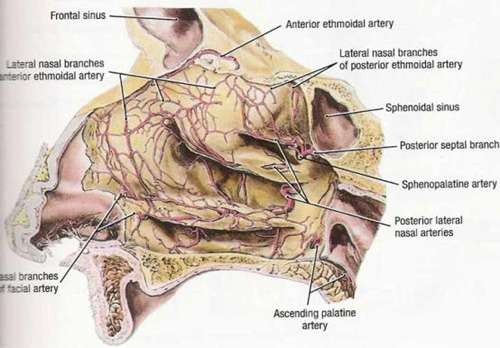 Frontal sinus
Anterior ethmoidal artery
Lateral nasal branches
anterior ethmoidal artery
Lateral nasal branches
of posterior ethmoidal artery
Sphenoidal sinus
Posterior septal branch
Sphenopalatine artery
Posterior lateral
nasal arteries
asal branches
of facial artery
Ascending palatine
artery